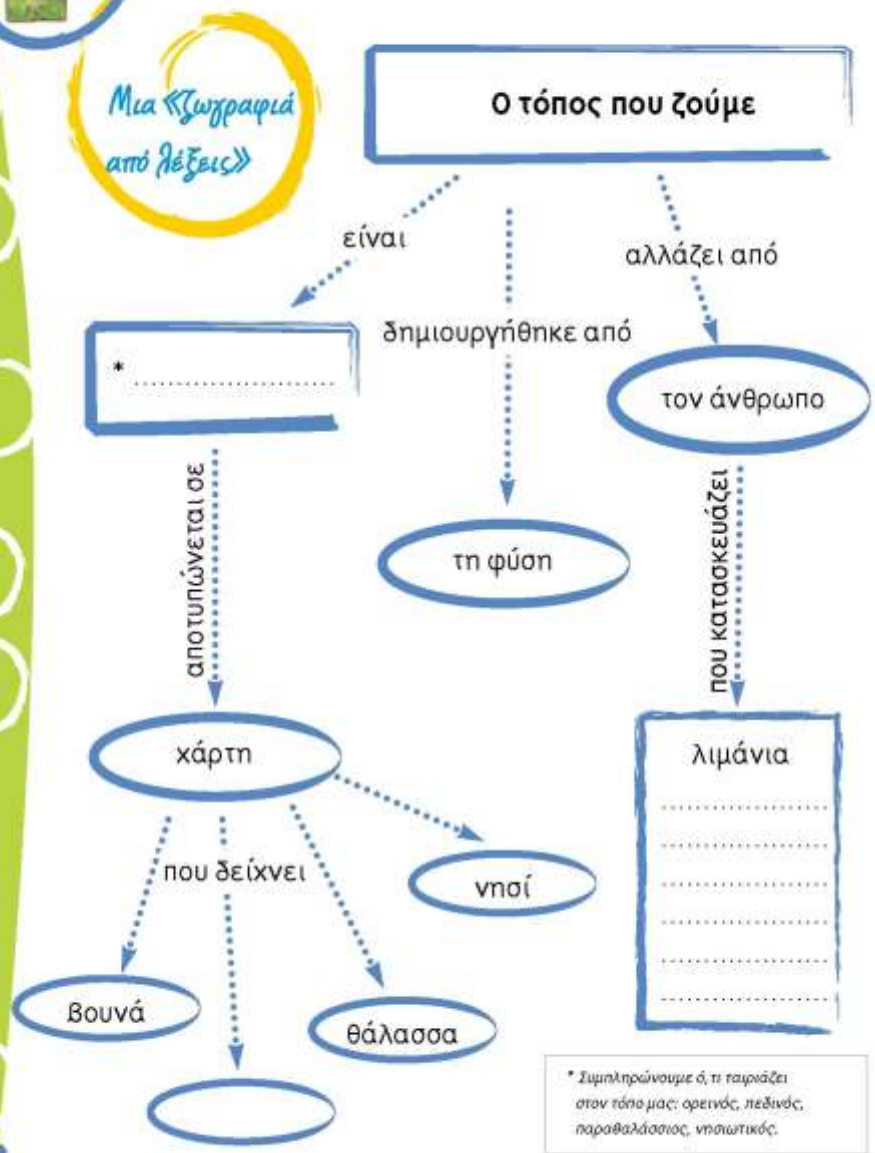 Μια «ζωγραφιά
από λέξεις»
Ο τόπος που ζούμε
είναι
αλλάζει από
δημιουργήθηκε από
* ........................
τον άνθρωπο
αποτυπώνεται σε
τη φύση
που κατασκευάζει
χάρτη
λιμάνια
....................
....................
....................
....................
....................
....................
που δείχνει
νησί
βουνά
θάλασσα
* Συμπληρώνουμε ό,τι ταιριάζει
στον τόπο μας: ορεινός, πεδινός,
παραθαλάσσιος, νησιωτικός.